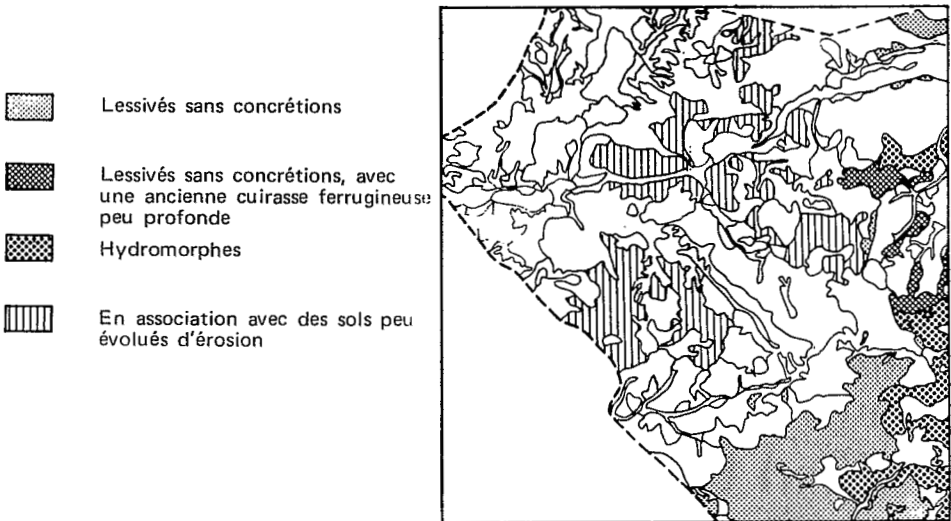 Lessivés sans concrétions
Lessivés sans concrétions, avec
une ancienne cuirasse ferrugineuse
peu profonde
Hydromorphes
En association avec des sols peu
évolués d'érosion